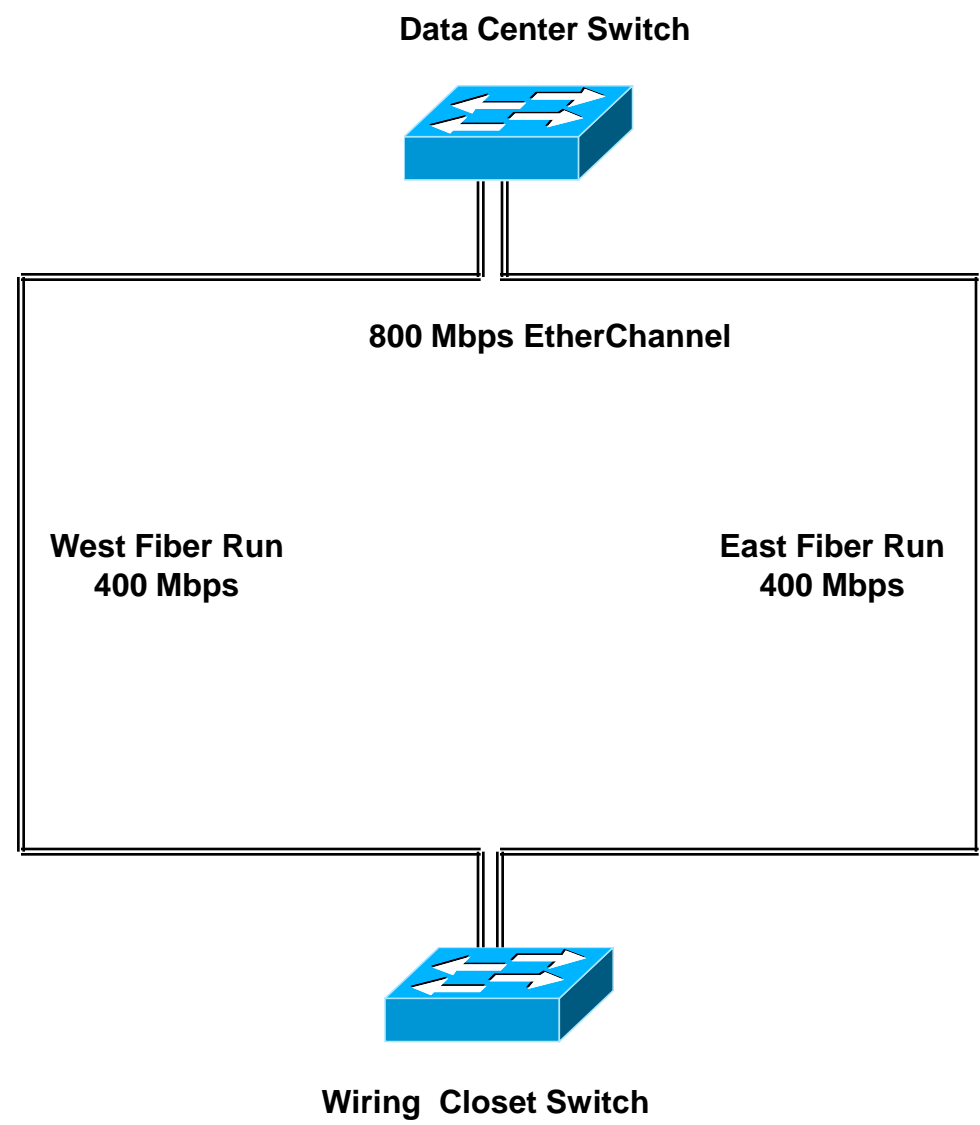 Data Center Switch
800 Mbps EtherChannel
West Fiber Run
400 Mbps
East Fiber Run
400 Mbps
Wiring  Closet Switch